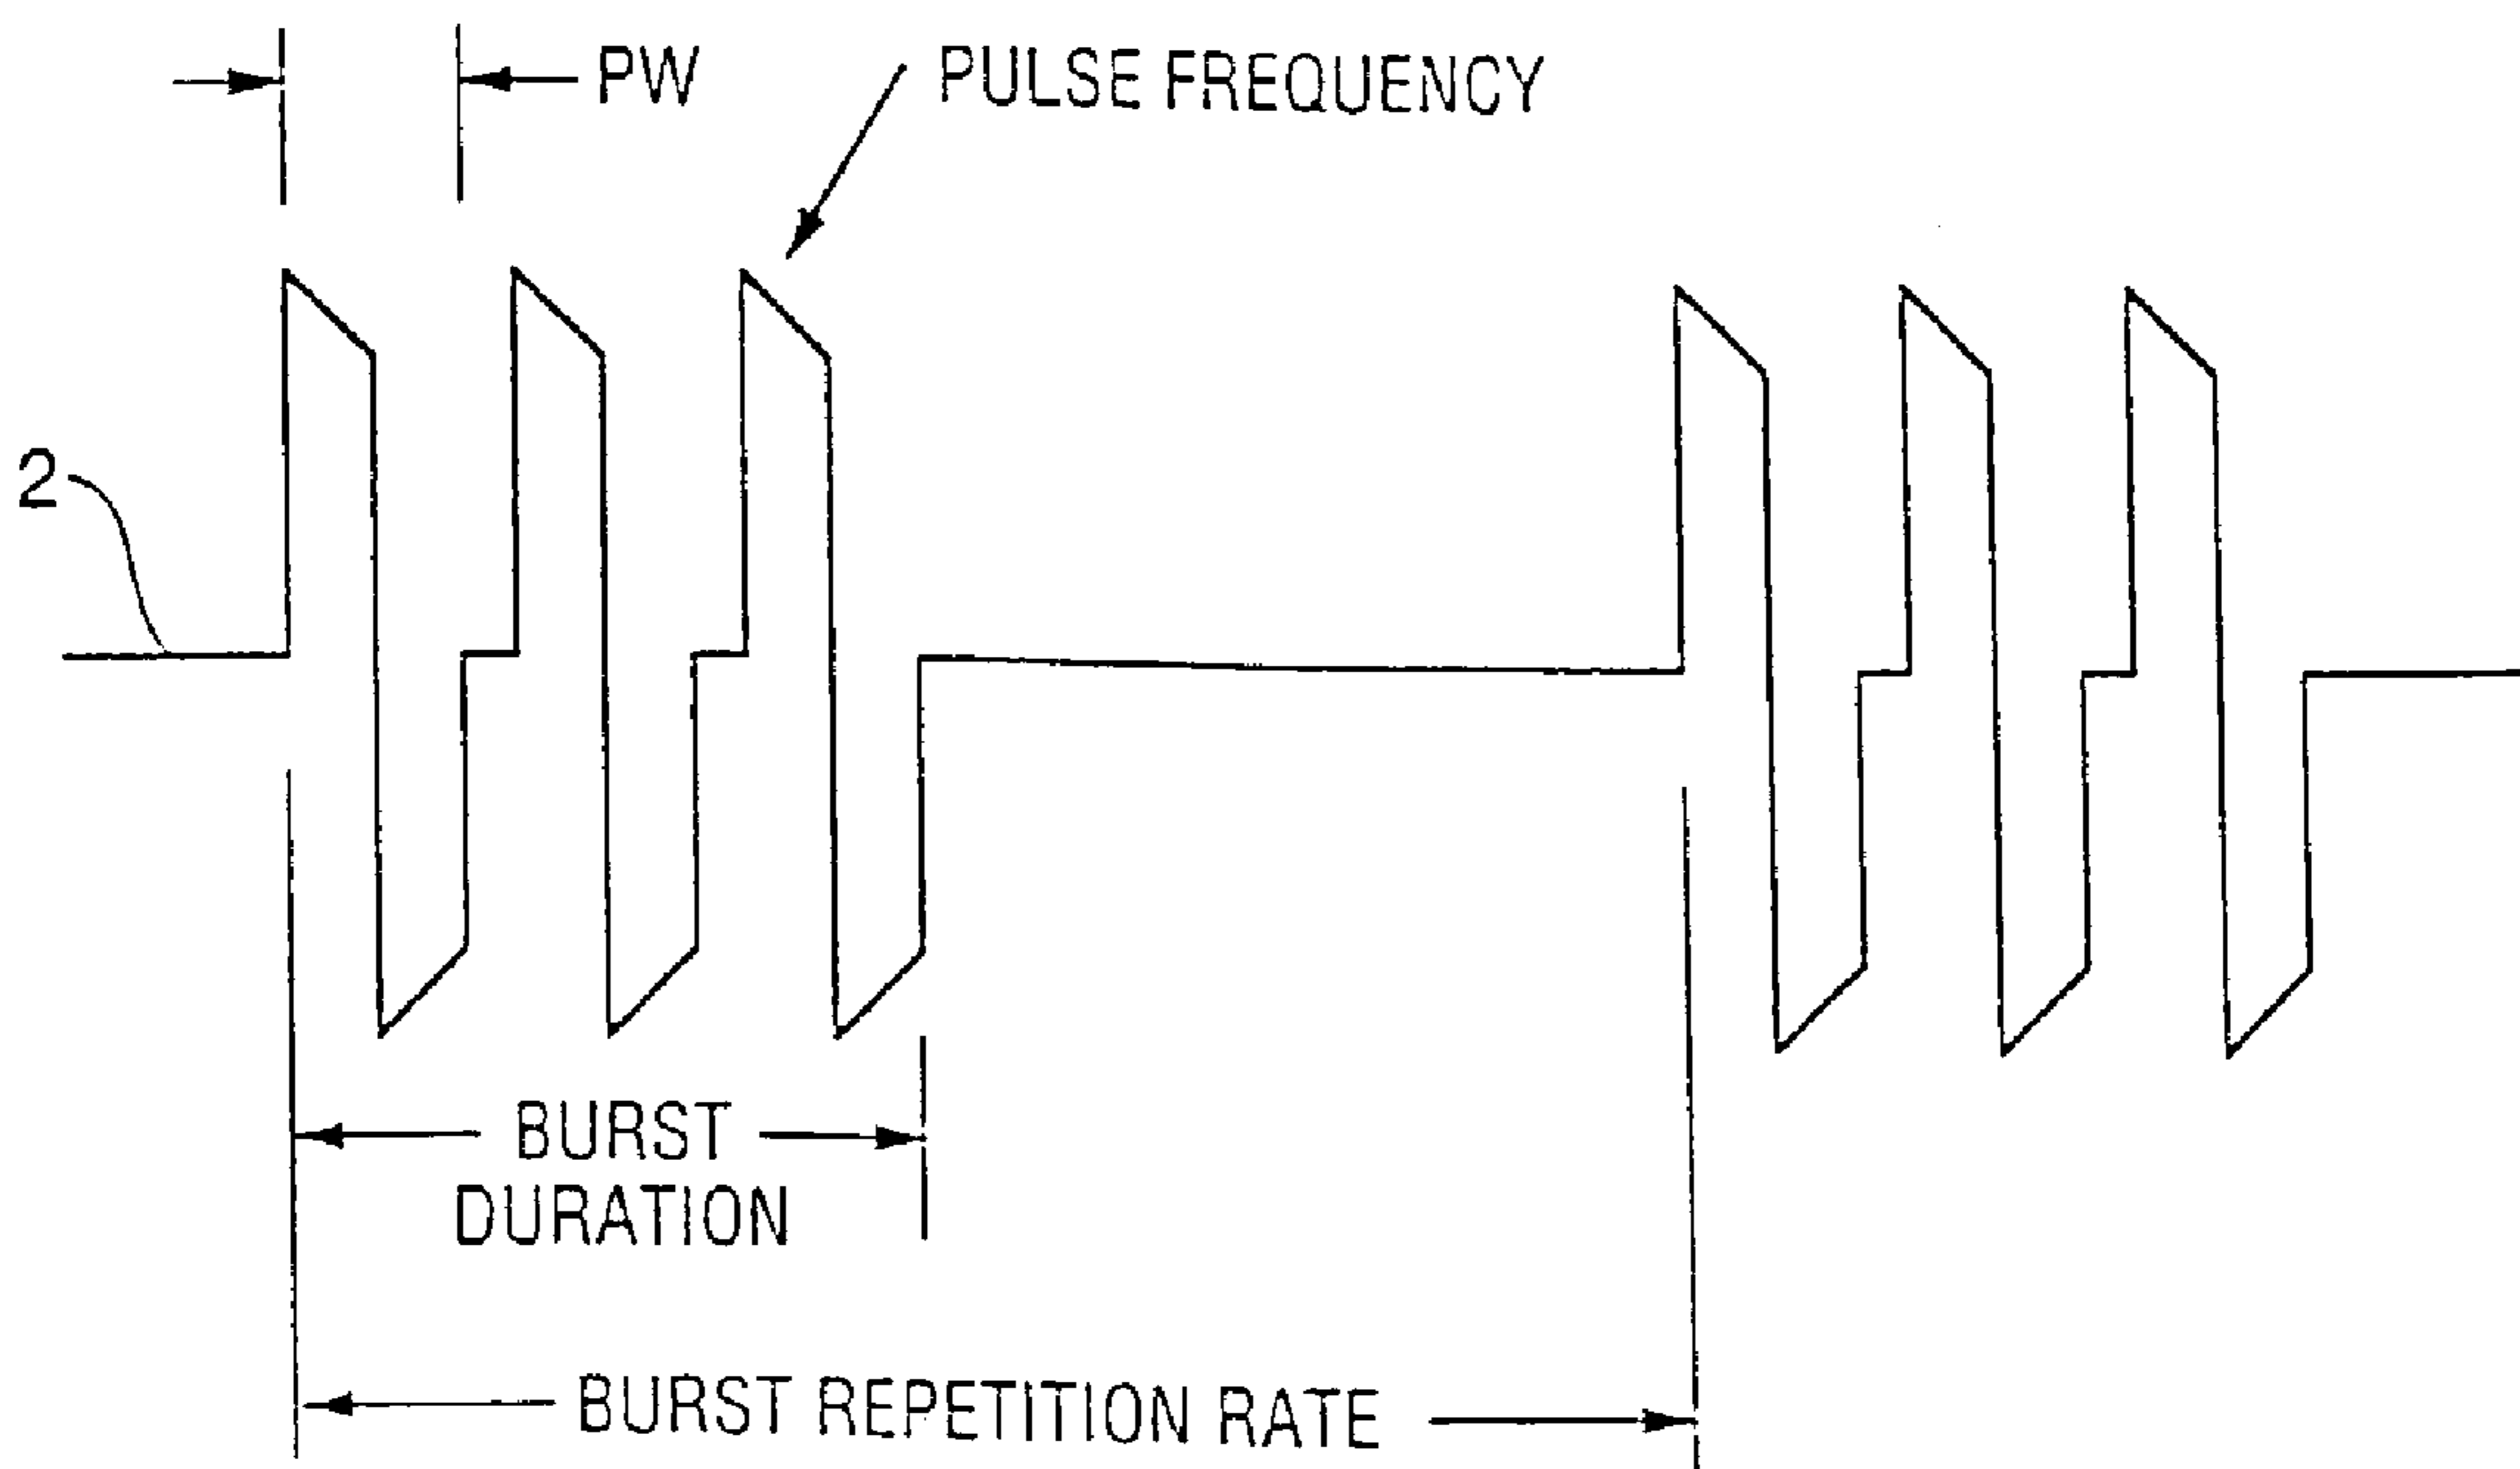 PW
PULSE FREQUENCY
2
BURST
DURATION
BURST REPETITION RATE